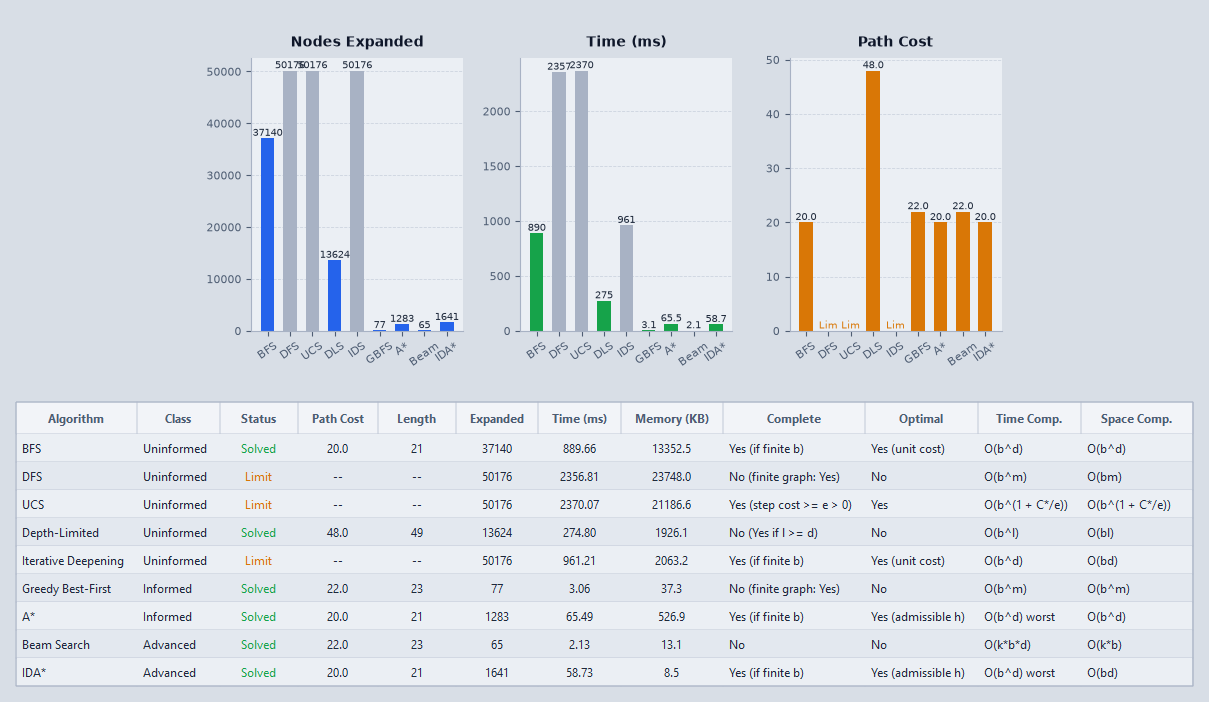 Nodes Expanded
50000
40000
30000
20000
10000
0
37140
50176
50176
13624
50176
77
1283
65
1641
BFS
DFS
UCS
DLS
IDS
GBFS
A*
Beam
IDA*
Time (ms)
2000
1500
1000
500
0
890
2357
2370
275
961
3.1
65.5
2.1
58.7
BFS
DFS
UCS
DLS
IDS
GBFS
A*
Beam
IDA*
Path Cost
50
40
30
20
10
0
20.0
Lim
Lim
48.0
Lim
22.0
20.0
22.0
20.0
BFS
DFS
UCS
DLS
IDS
GBFS
A*
Beam
IDA*
Algorithm Class Status Path Cost Length Expanded Time (ms) Memory (KB) Complete Optimal Time Comp. Space Comp.
BFS Uninformed Solved 20.0 21 37140 889.66 13352.5 Yes (if finite b) Yes (unit cost) O(b^d) O(b^d)
DFS Uninformed Limit -- -- 50176 2356.81 23748.0 No (finite graph: Yes) No O(b^m) O(bm)
UCS Uninformed Limit -- -- 50176 2370.07 21186.6 Yes (step cost >= e > 0) Yes O(b^(1 + C*/e)) O(b^(1 + C*/e))
Depth-Limited Uninformed Solved 48.0 49 13624 274.80 1926.1 No (Yes if l >= d) No O(b^l) O(bl)
Iterative Deepening Uninformed Limit -- -- 50176 961.21 2063.2 Yes (if finite b) Yes (unit cost) O(b^d) O(bd)
Greedy Best-First Informed Solved 22.0 23 77 3.06 37.3 No (finite graph: Yes) No O(b^m) O(b^m)
A* Informed Solved 20.0 21 1283 65.49 526.9 Yes (if finite b) Yes (admissible h) O(b^d) worst O(b^d)
Beam Search Advanced Solved 22.0 23 65 2.13 13.1 No No O(k*b*d) O(k*b)
IDA* Advanced Solved 20.0 21 1641 58.73 8.5 Yes (if finite b) Yes (admissible h) O(b^d) worst O(bd)